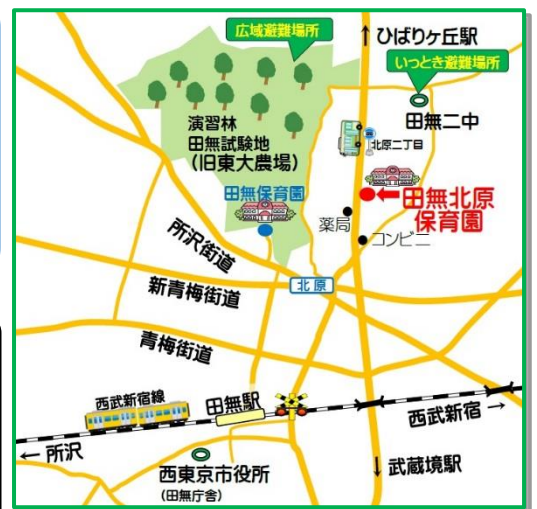 広域避難場所
↑ ひばりヶ丘駅
いっとき避難場所
田無二中
演習林
田無試験地
(旧東大農場)
北原二丁目
田無保育園
←田無北原
保育園
薬局
コンビニ
所沢街道
新青梅街道
北原
青梅街道
西武新宿線
田無駅
西武新宿 →
← 所沢
↓ 武蔵境駅
西東京市役所
(田無庁舎)